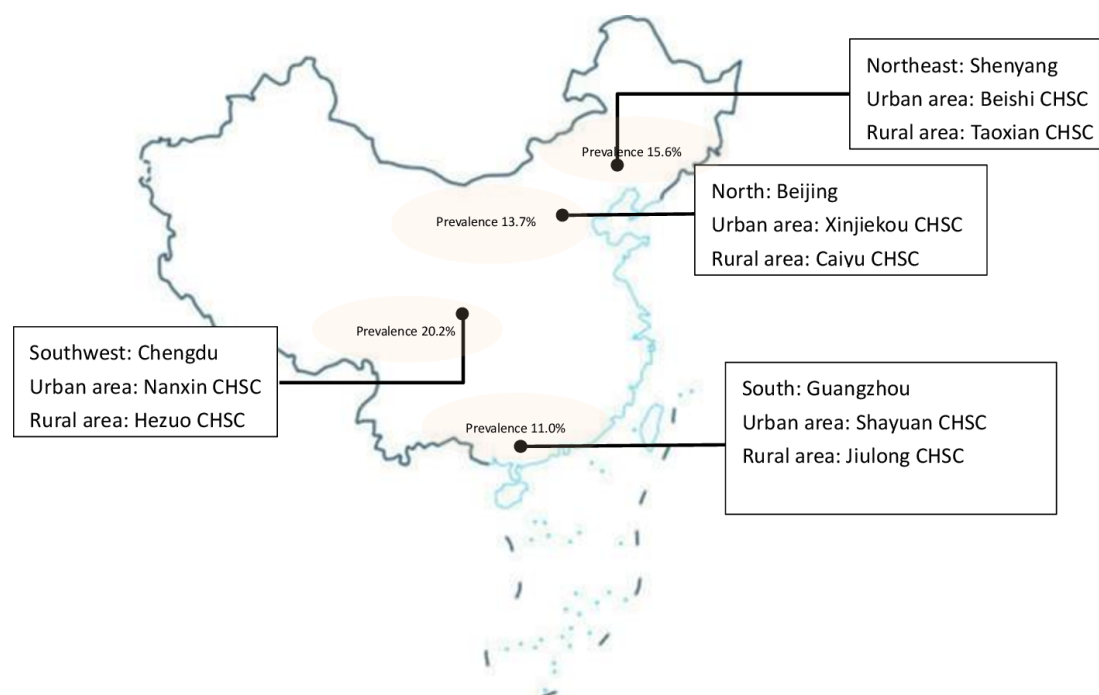 Northeast: Shenyang
Urban area: Beishi CHSC
Rural area: Taoxian CHSC
Prevalence 15.6%
North: Beijing
Urban area: Xinjiekou CHSC
Rural area: Caiyu CHSC
Prevalence 13.7%
Prevalence 20.2%
Southwest: Chengdu
Urban area: Nanxin CHSC
Rural area: Hezuo CHSC
South: Guangzhou
Urban area: Shayuan CHSC
Rural area: Jiulong CHSC
Prevalence 11.0%